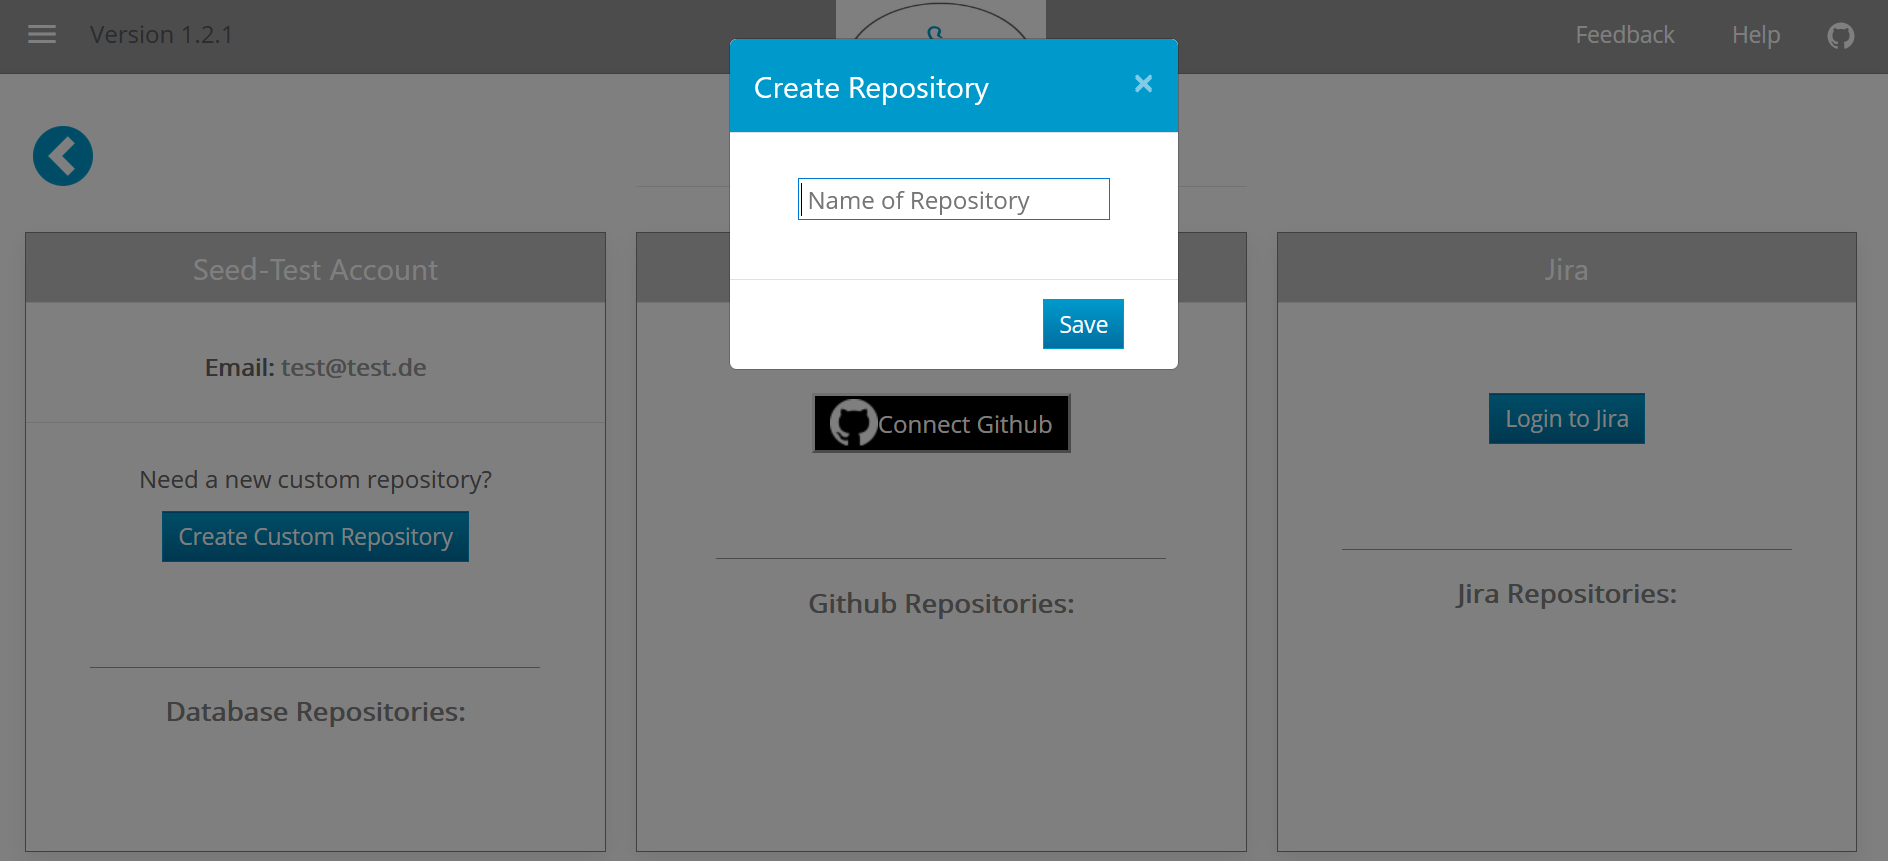 Version 1.2.1
Feedback
Help
Create Repository
×
Name of Repository
Save
Seed-Test Account
Email: test@test.de
Need a new custom repository?
Create Custom Repository
Database Repositories:
Connect Github
Github Repositories:
Jira
Login to Jira
Jira Repositories: